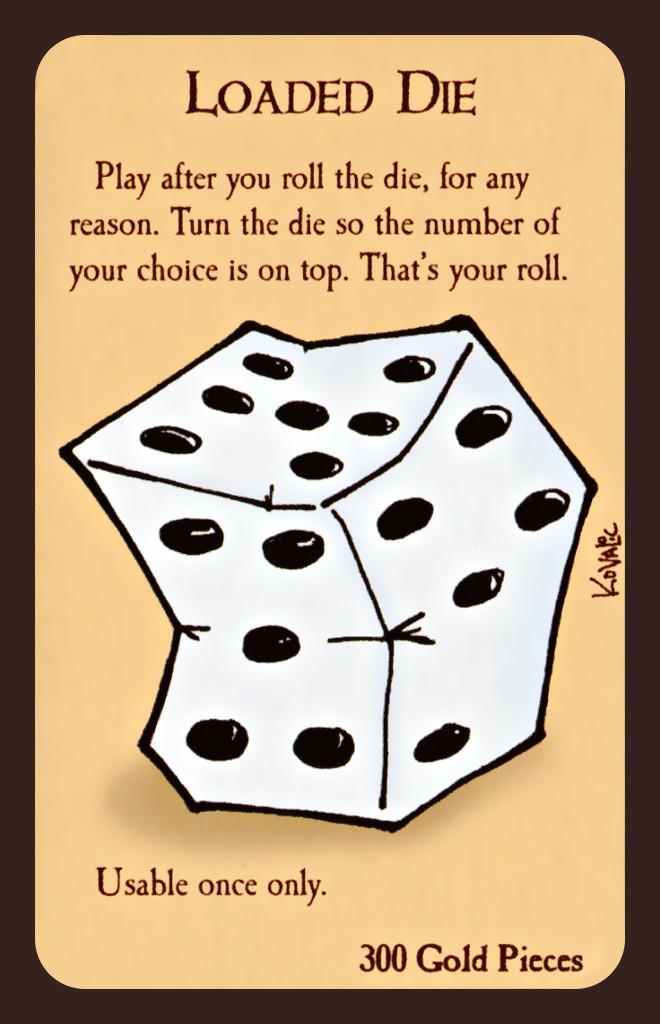 Loaded Die
Play after you roll the die, for any
reason. Turn the die so the number of
your choice is on top. That's your roll.
Kovalic
Usable once only.
300 Gold Pieces